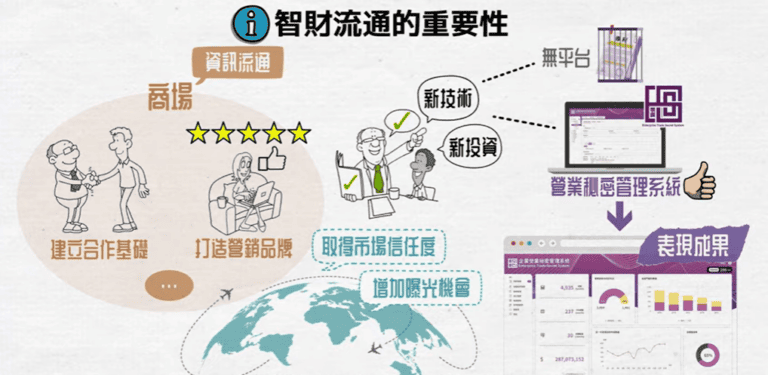 智財流通的重要性
資訊流通
商場
建立合作基礎
打造營銷品牌
...
新技術
新投資
取得市場信任度
增加曝光機會
無平台
營業秘密管理系統
表現成果
企業營業秘密管理系統
Enterprise Trade Secret System
4,035
237